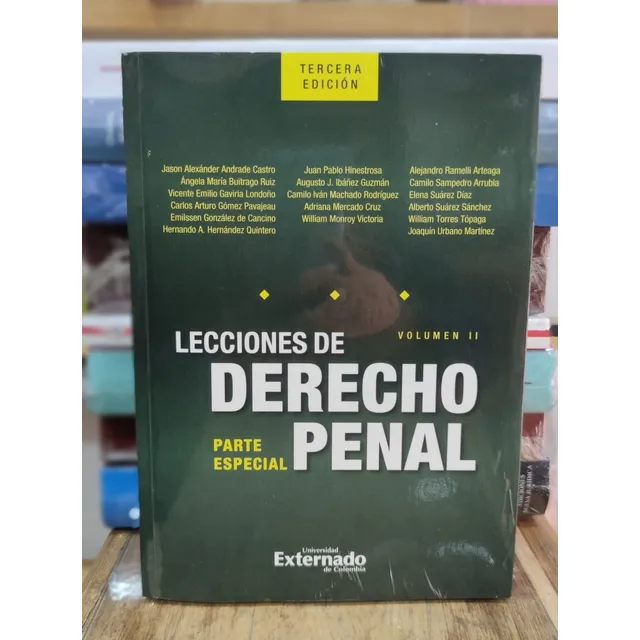 TERCERA
EDICIÓN
Jason Alexánder Andrade Castro
Ángela María Buitrago Ruiz
Vicente Emilio Gaviria Londoño
Carlos Arturo Gómez Pavajeau
Emilssen González de Cancino
Hernando A. Hernández Quintero
Juan Pablo Hinestrosa
Augusto J. Ibáñez Guzmán
Camilo Iván Machado Rodríguez
Adriana Mercado Cruz
William Monroy Victoria
Alejandro Ramelli Arteaga
Camilo Sampedro Arrubla
Elena Suárez Díaz
Alberto Suárez Sánchez
William Torres Tópaga
Joaquín Urbano Martínez
VOLUMEN II
LECCIONES DE
DERECHO
PENAL
PARTE
ESPECIAL
Universidad
Externado
de Colombia